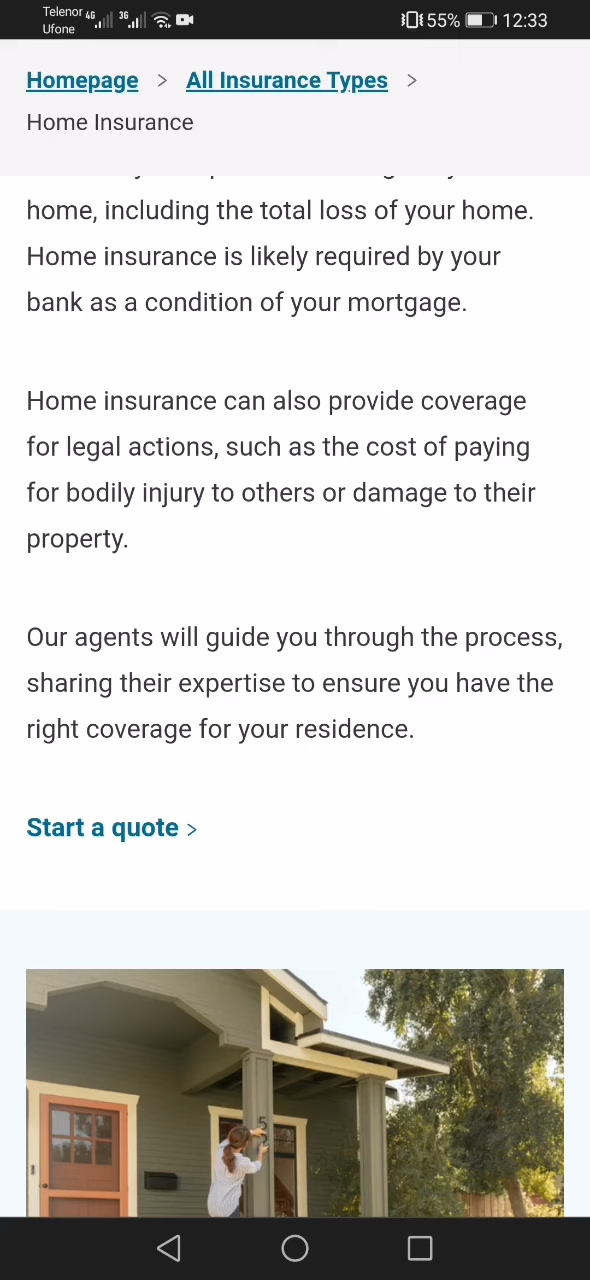 Telenor 4G 3G 55% 12:33
Ufone
Homepage > All Insurance Types >
Home Insurance
home, including the total loss of your home.
Home insurance is likely required by your
bank as a condition of your mortgage.
Home insurance can also provide coverage
for legal actions, such as the cost of paying
for bodily injury to others or damage to their
property.
Our agents will guide you through the process,
sharing their expertise to ensure you have the
right coverage for your residence.
Start a quote >
5